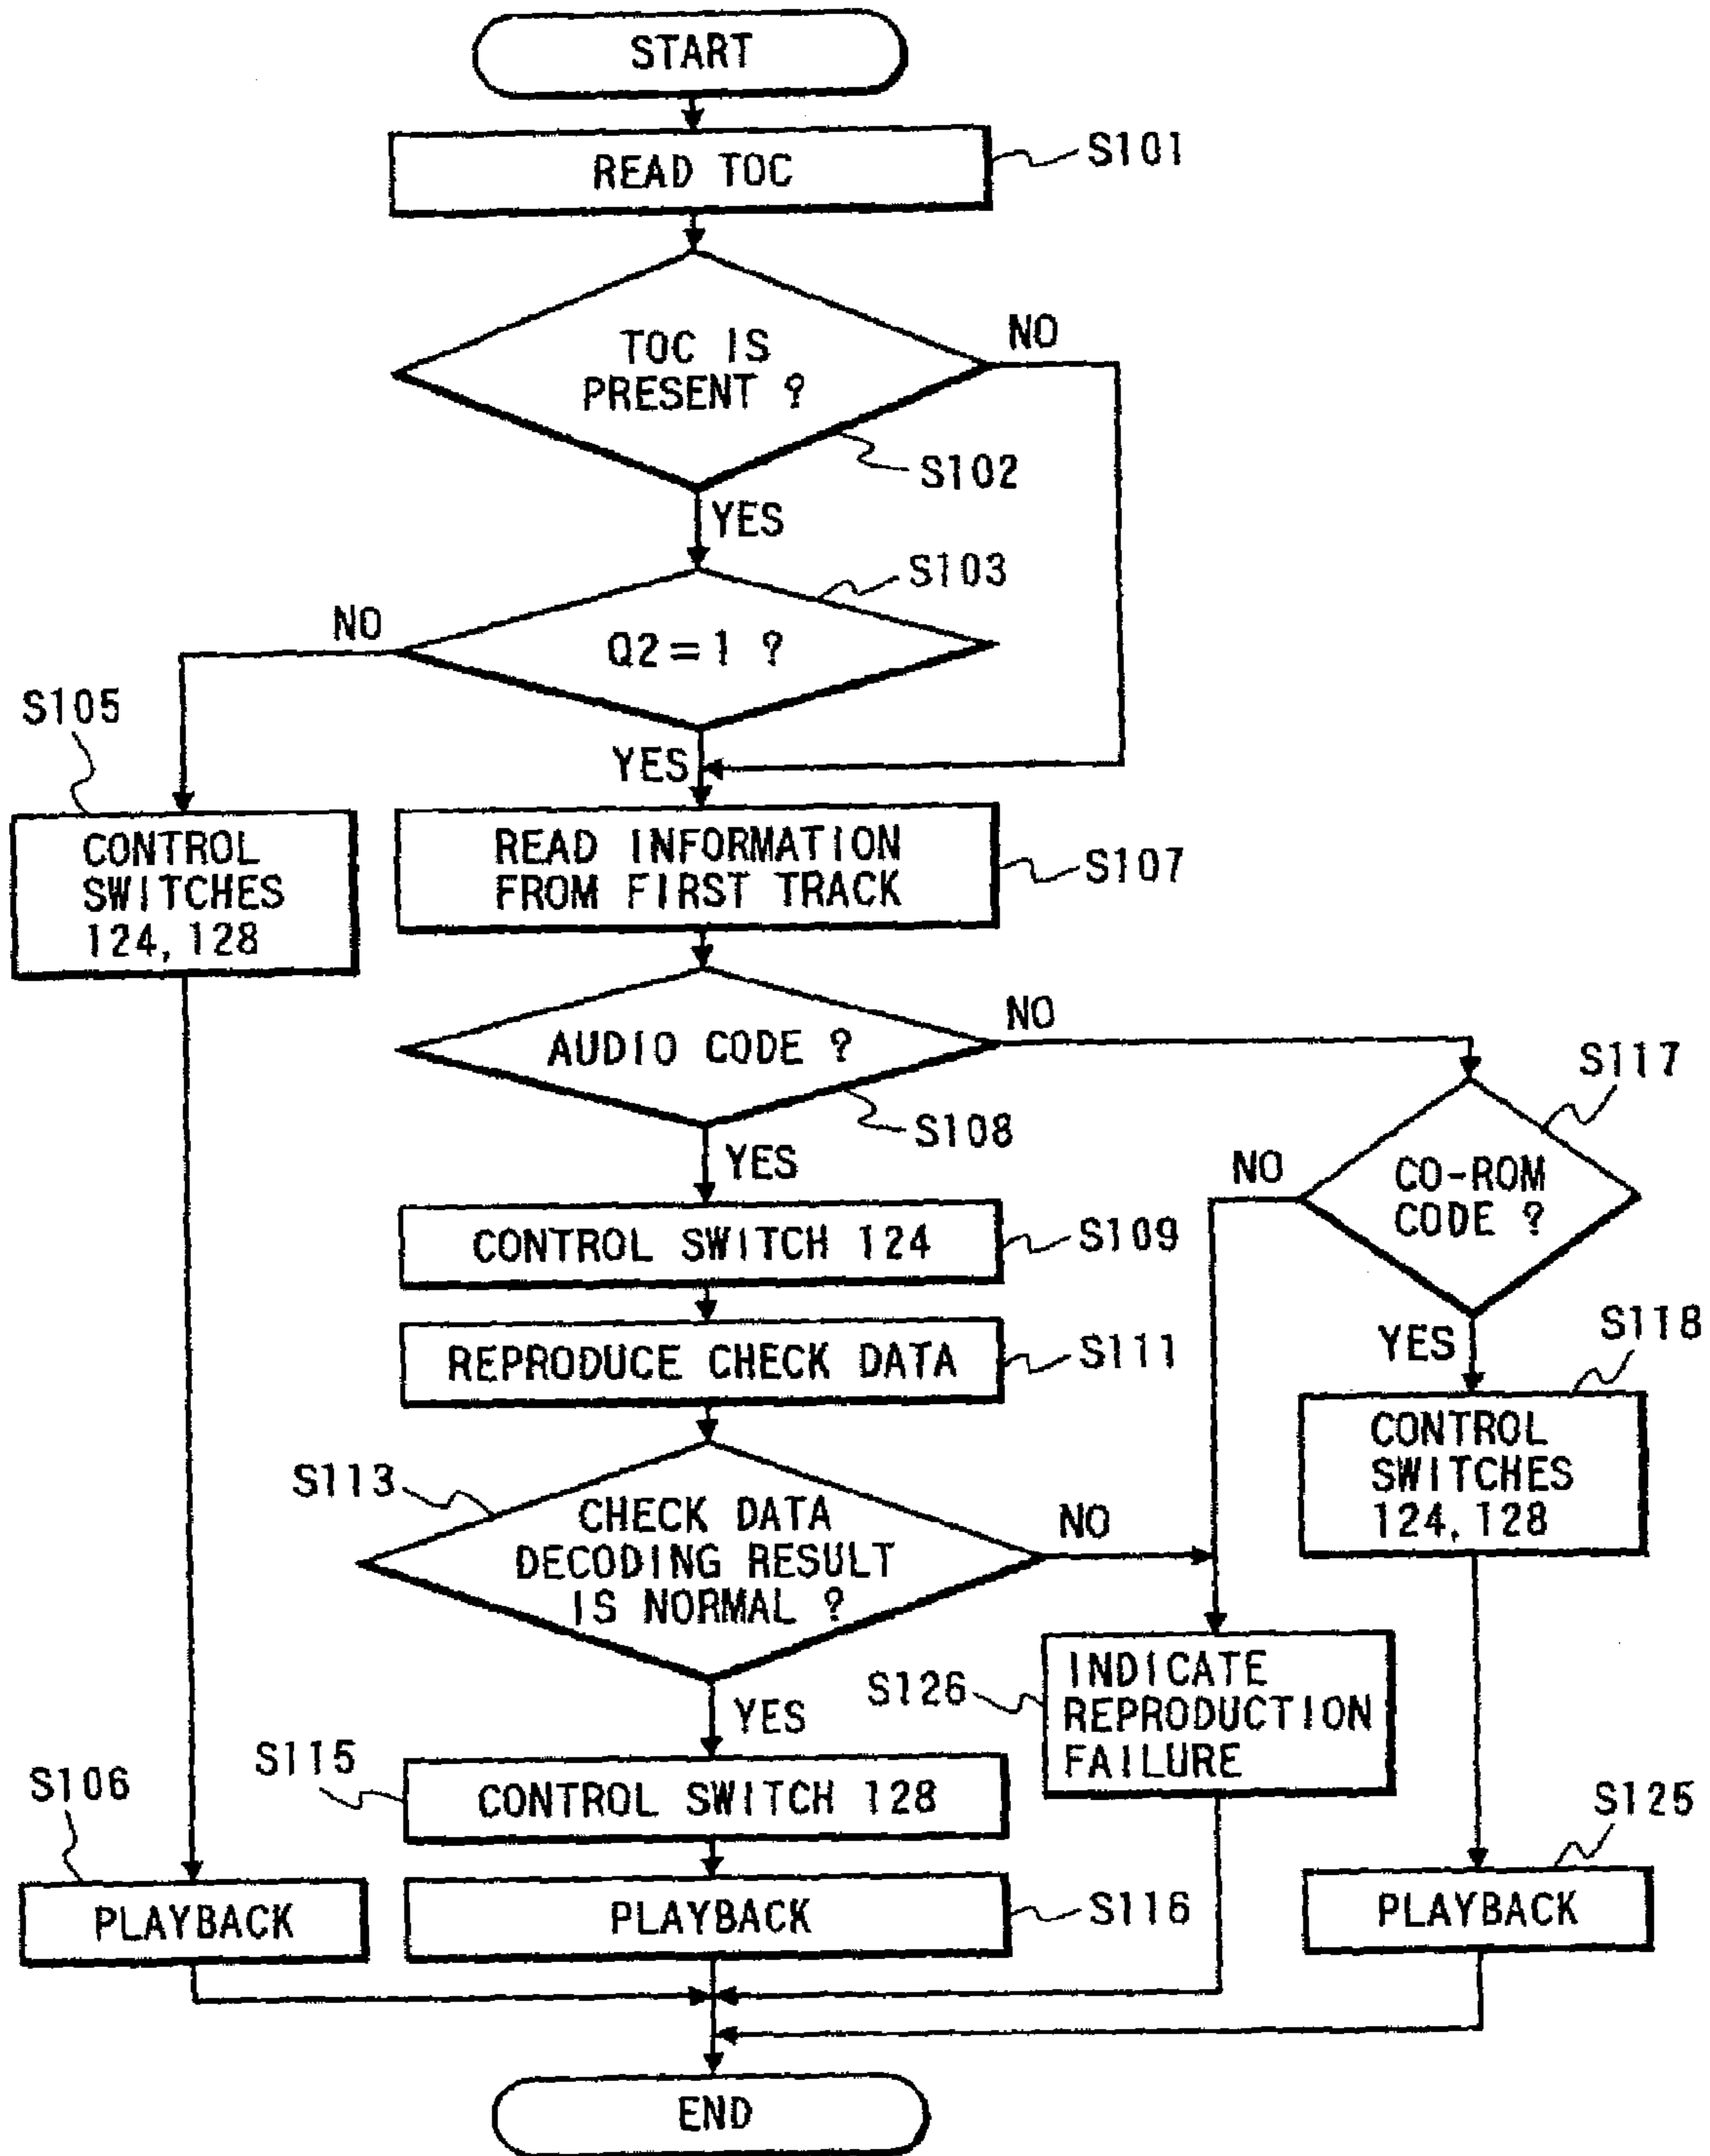 START
READ TOC
S101
TOC IS
PRESENT ?
NO
S102
YES
S103
Q2=1 ?
NO
YES
S105
CONTROL
SWITCHES
124, 128
READ INFORMATION
FROM FIRST TRACK
S107
AUDIO CODE ?
NO
S108
YES
S117
CO-ROM
CODE ?
NO
YES
CONTROL SWITCH 124
S109
REPRODUCE CHECK DATA
S111
S118
CONTROL
SWITCHES
124, 128
S113
CHECK DATA
DECODING RESULT
IS NORMAL ?
NO
YES
S126
INDICATE
REPRODUCTION
FAILURE
S115
CONTROL SWITCH 128
S106
PLAYBACK
PLAYBACK
S116
S125
PLAYBACK
END